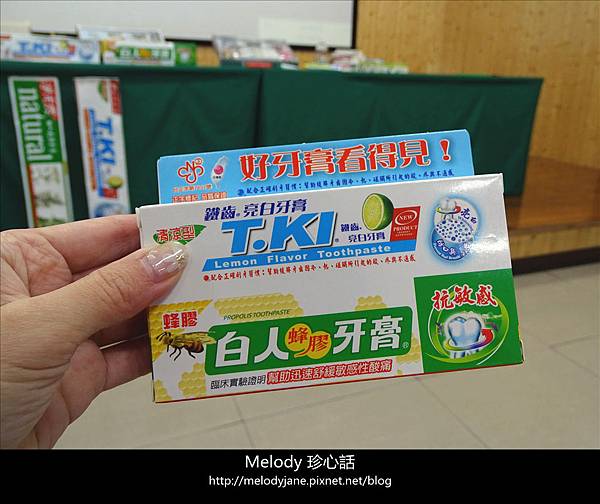 natural
T.KI
好牙膏看得見！
鐵齒® 亮白牙膏
清涼型
T.KI®
鐵齒® 亮白牙膏
NEW
PRODUCT
亮白
Lemon Flavor Toothpaste
抗敏感
PROPOLIS TOOTHPASTE
蜂膠
白人蜂膠牙膏®
臨床實驗證明 幫助迅速舒緩敏感性酸痛
Melody 珍心話
http://melodyjane.pixnet.net/blog